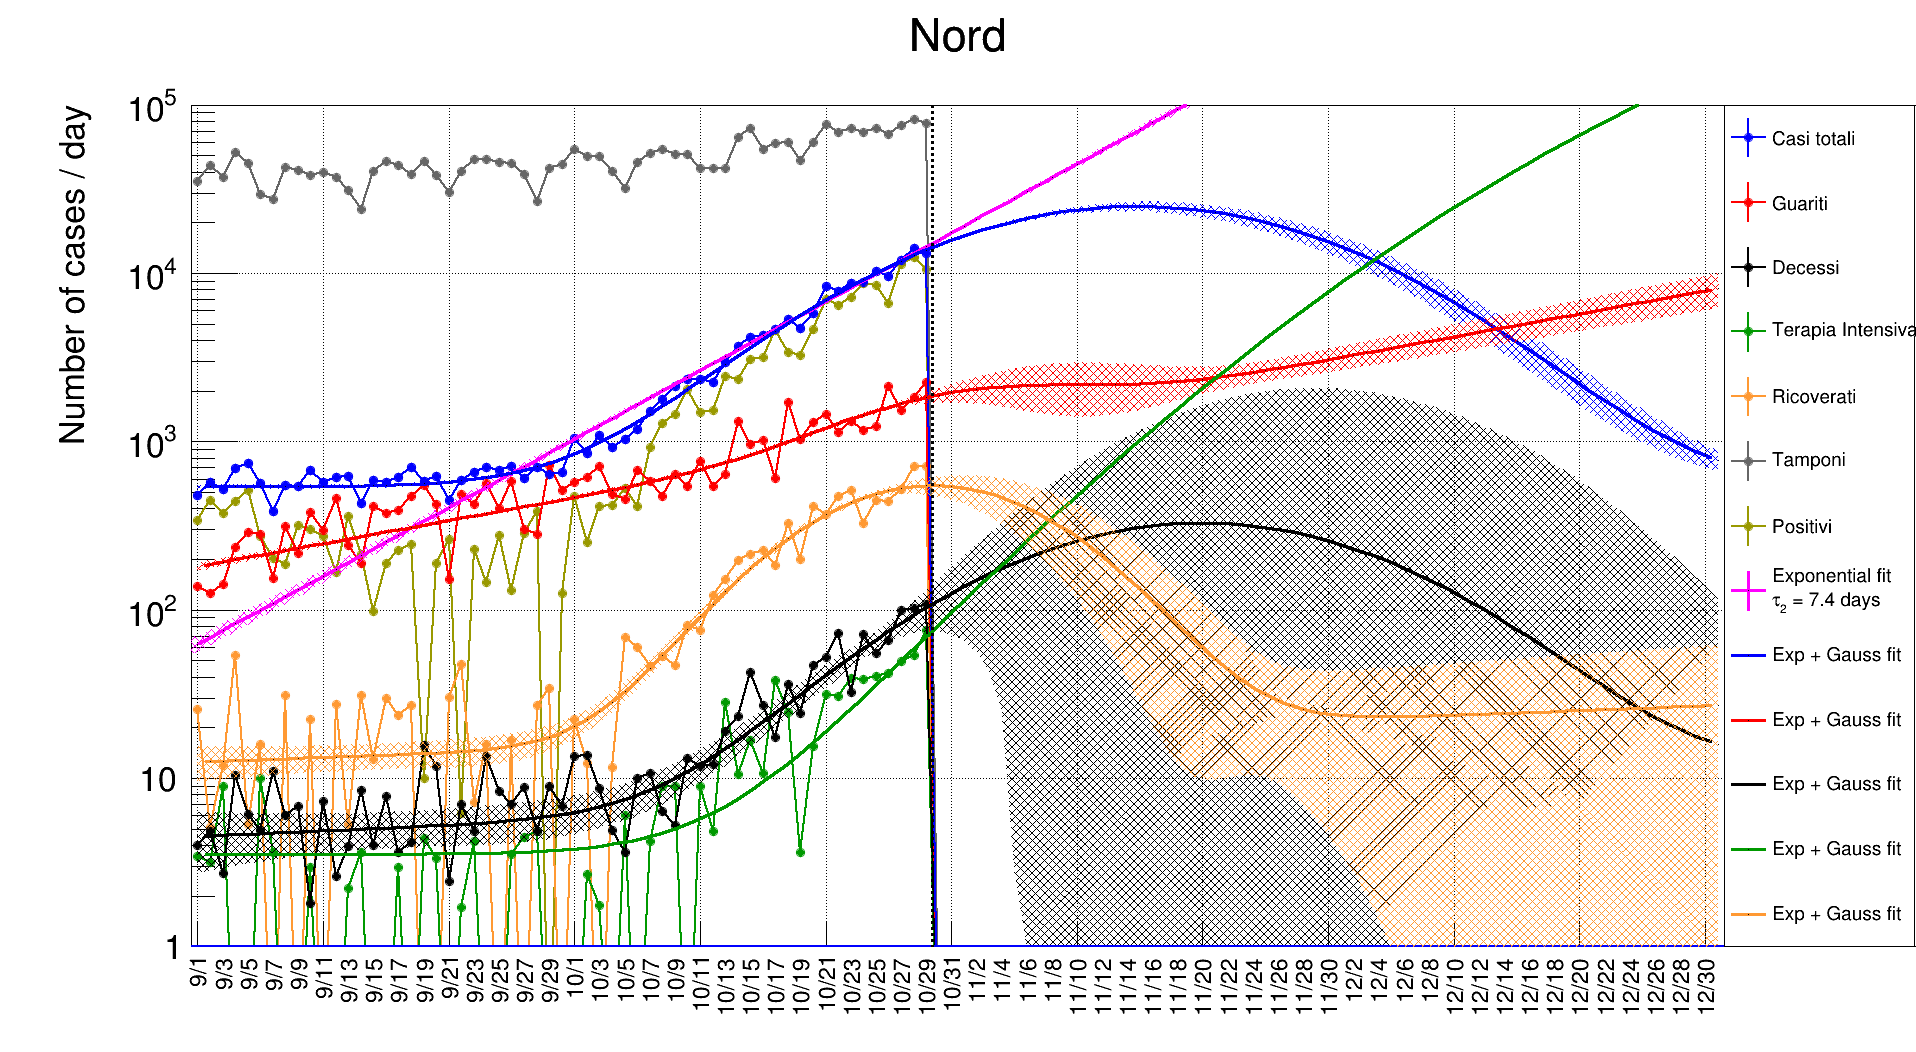 Nord
Number of cases / day
10^5
10^4
10^3
10^2
10
1
9/1 9/3 9/5 9/7 9/9 9/11 9/13 9/15 9/17 9/19 9/21 9/23 9/25 9/27 9/29 10/1 10/3 10/5 10/7 10/9 10/11 10/13 10/15 10/17 10/19 10/21 10/23 10/25 10/27 10/29 10/31 11/2 11/4 11/6 11/8 11/10 11/12 11/14 11/16 11/18 11/20 11/22 11/24 11/26 11/28 11/30 12/2 12/4 12/6 12/8 12/10 12/12 12/14 12/16 12/18 12/20 12/22 12/24 12/26 12/28 12/30
Casi totali
Guariti
Decessi
Terapia Intensiva
Ricoverati
Tamponi
Positivi
Exponential fit
τ₂ = 7.4 days
Exp + Gauss fit
Exp + Gauss fit
Exp + Gauss fit
Exp + Gauss fit
Exp + Gauss fit